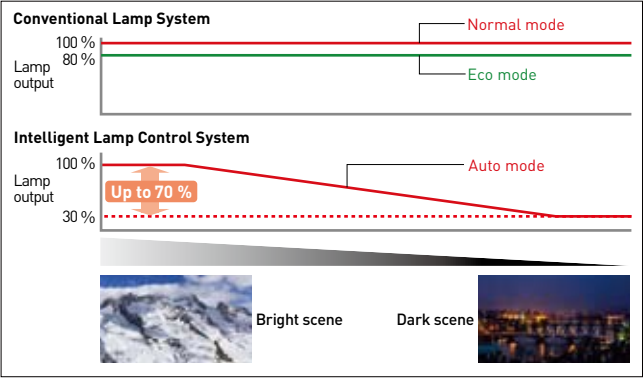 Conventional Lamp System
Normal mode
100 %
80 %
Lamp
output
Eco mode
Intelligent Lamp Control System
100 %
Auto mode
Lamp
output
Up to 70 %
30 %
Bright scene
Dark scene